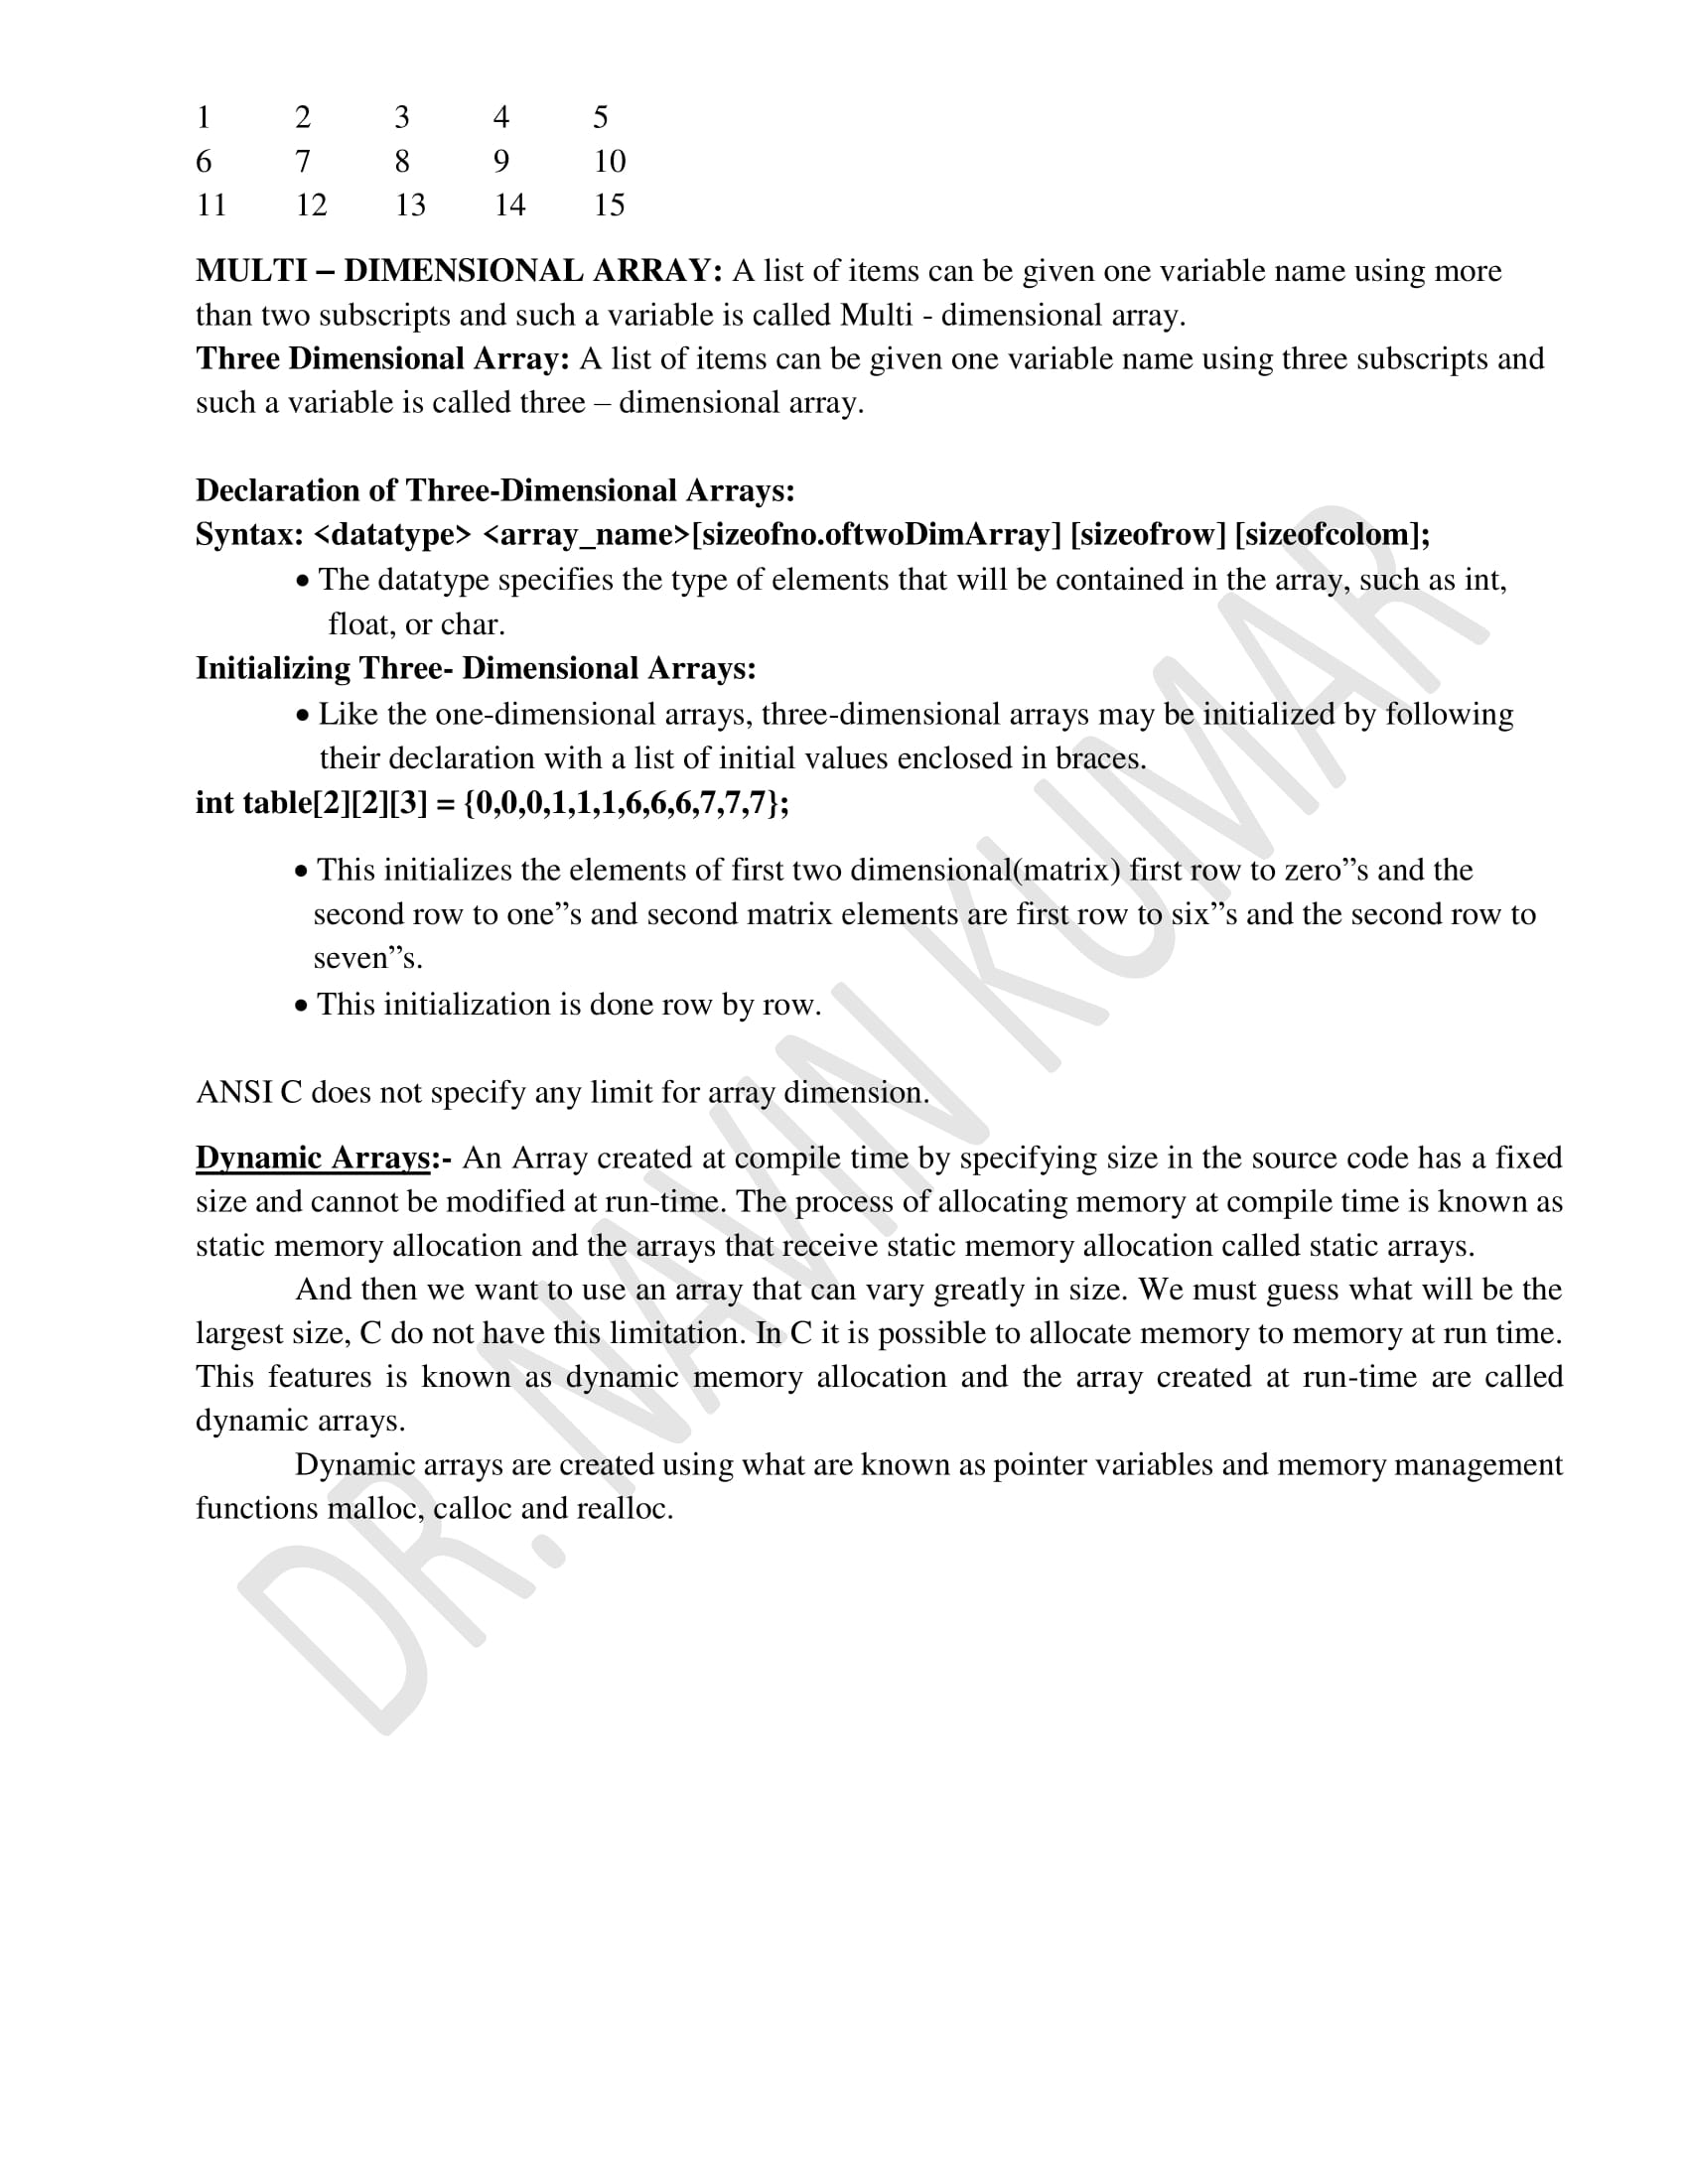 1 2 3 4 5
6 7 8 9 10
11 12 13 14 15
MULTI – DIMENSIONAL ARRAY: A list of items can be given one variable name using more
than two subscripts and such a variable is called Multi - dimensional array.
Three Dimensional Array: A list of items can be given one variable name using three subscripts and
such a variable is called three – dimensional array.
Declaration of Three-Dimensional Arrays:
Syntax: <datatype> <array_name>[sizeofno.oftwoDimArray] [sizeofrow] [sizeofcolom];
• The datatype specifies the type of elements that will be contained in the array, such as int,
float, or char.
Initializing Three- Dimensional Arrays:
• Like the one-dimensional arrays, three-dimensional arrays may be initialized by following
their declaration with a list of initial values enclosed in braces.
int table[2][2][3] = {0,0,0,1,1,1,6,6,6,7,7,7};
• This initializes the elements of first two dimensional(matrix) first row to zero”s and the
second row to one”s and second matrix elements are first row to six”s and the second row to
seven”s.
• This initialization is done row by row.
ANSI C does not specify any limit for array dimension.
Dynamic Arrays:- An Array created at compile time by specifying size in the source code has a fixed
size and cannot be modified at run-time. The process of allocating memory at compile time is known as
static memory allocation and the arrays that receive static memory allocation called static arrays.
And then we want to use an array that can vary greatly in size. We must guess what will be the
largest size, C do not have this limitation. In C it is possible to allocate memory to memory at run time.
This features is known as dynamic memory allocation and the array created at run-time are called
dynamic arrays.
Dynamic arrays are created using what are known as pointer variables and memory management
functions malloc, calloc and realloc.
DR. NAVIN KUMAR